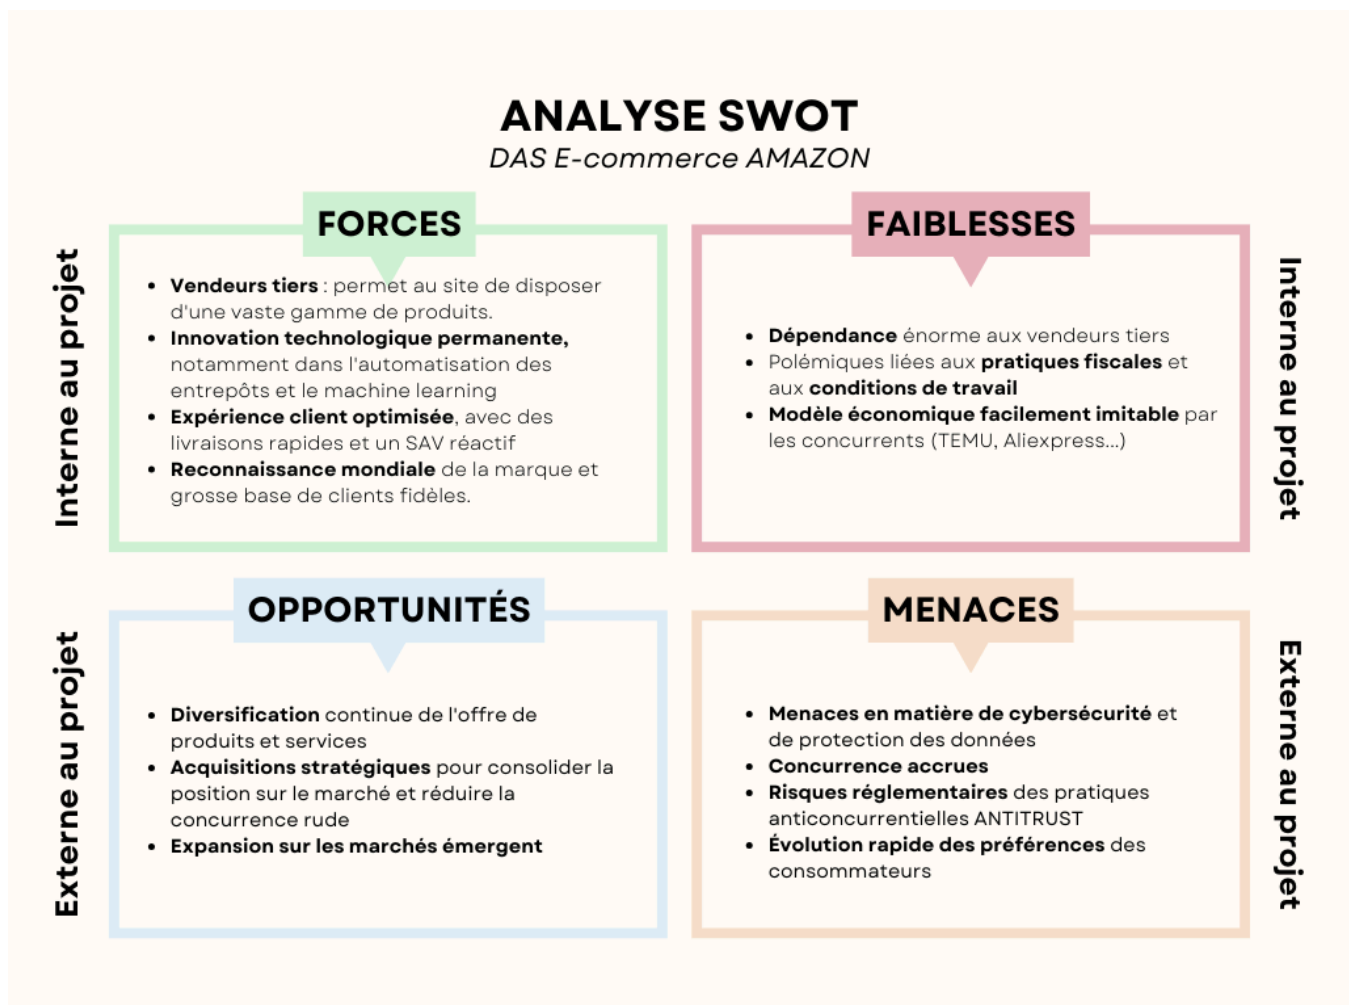 ANALYSE SWOT
DAS E-commerce AMAZON
Interne au projet
FORCES
• Vendeurs tiers : permet au site de disposer
d'une vaste gamme de produits.
• Innovation technologique permanente,
notamment dans l'automatisation des
entrepôts et le machine learning
• Expérience client optimisée, avec des
livraisons rapides et un SAV réactif
• Reconnaissance mondiale de la marque et
grosse base de clients fidèles.
FAIBLESSES
• Dépendance énorme aux vendeurs tiers
• Polémiques liées aux pratiques fiscales et
aux conditions de travail
• Modèle économique facilement imitable par
les concurrents (TEMU, Aliexpress...)
Interne au projet
Externe au projet
OPPORTUNITÉS
• Diversification continue de l'offre de
produits et services
• Acquisitions stratégiques pour consolider la
position sur le marché et réduire la
concurrence rude
• Expansion sur les marchés émergent
MENACES
• Menaces en matière de cybersécurité et
de protection des données
• Concurrence accrues
• Risques réglementaires des pratiques
anticoncurrentielles ANTITRUST
• Évolution rapide des préférences des
consommateurs
Externe au projet